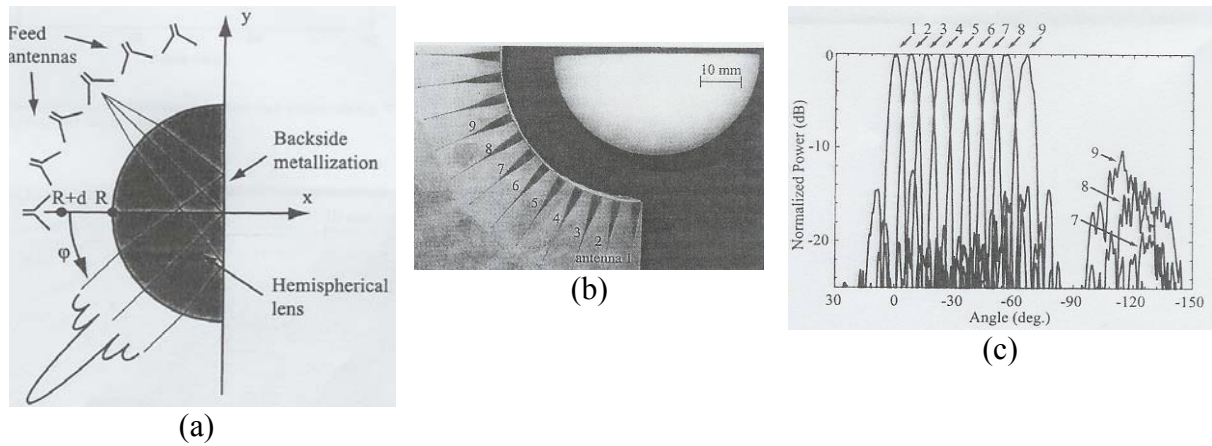 Feed
antennas
y
Backside
metallization
x
R+d R
φ
Hemispherical
lens
(a)
10 mm
9
8
7
6
5
4
3
2
antenna 1
(b)
1 2 3 4 5 6 7 8 9
Normalized Power (dB)
0
-10
-20
9
8
7
30 0 -30 -60 -90 -120 -150
Angle (deg.)
(c)